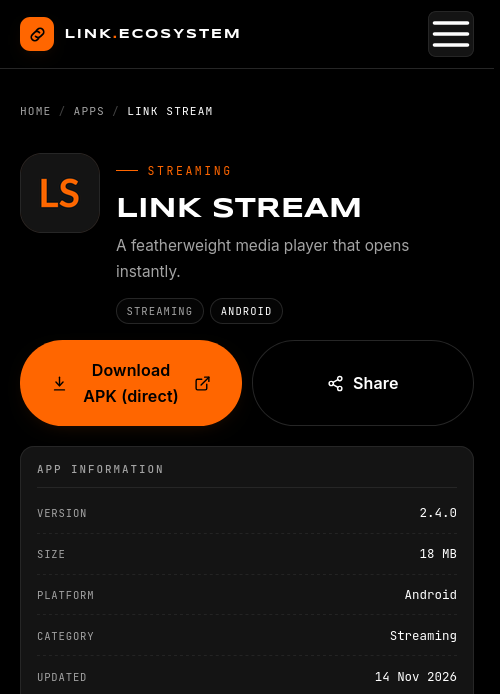 LINK.ECOSYSTEM
HOME / APPS / LINK STREAM
LS
STREAMING
LINK STREAM
A featherweight media player that opens
instantly.
STREAMING ANDROID
Download
APK (direct)
Share
APP INFORMATION
VERSION 2.4.0
SIZE 18 MB
PLATFORM Android
CATEGORY Streaming
UPDATED 14 Nov 2026